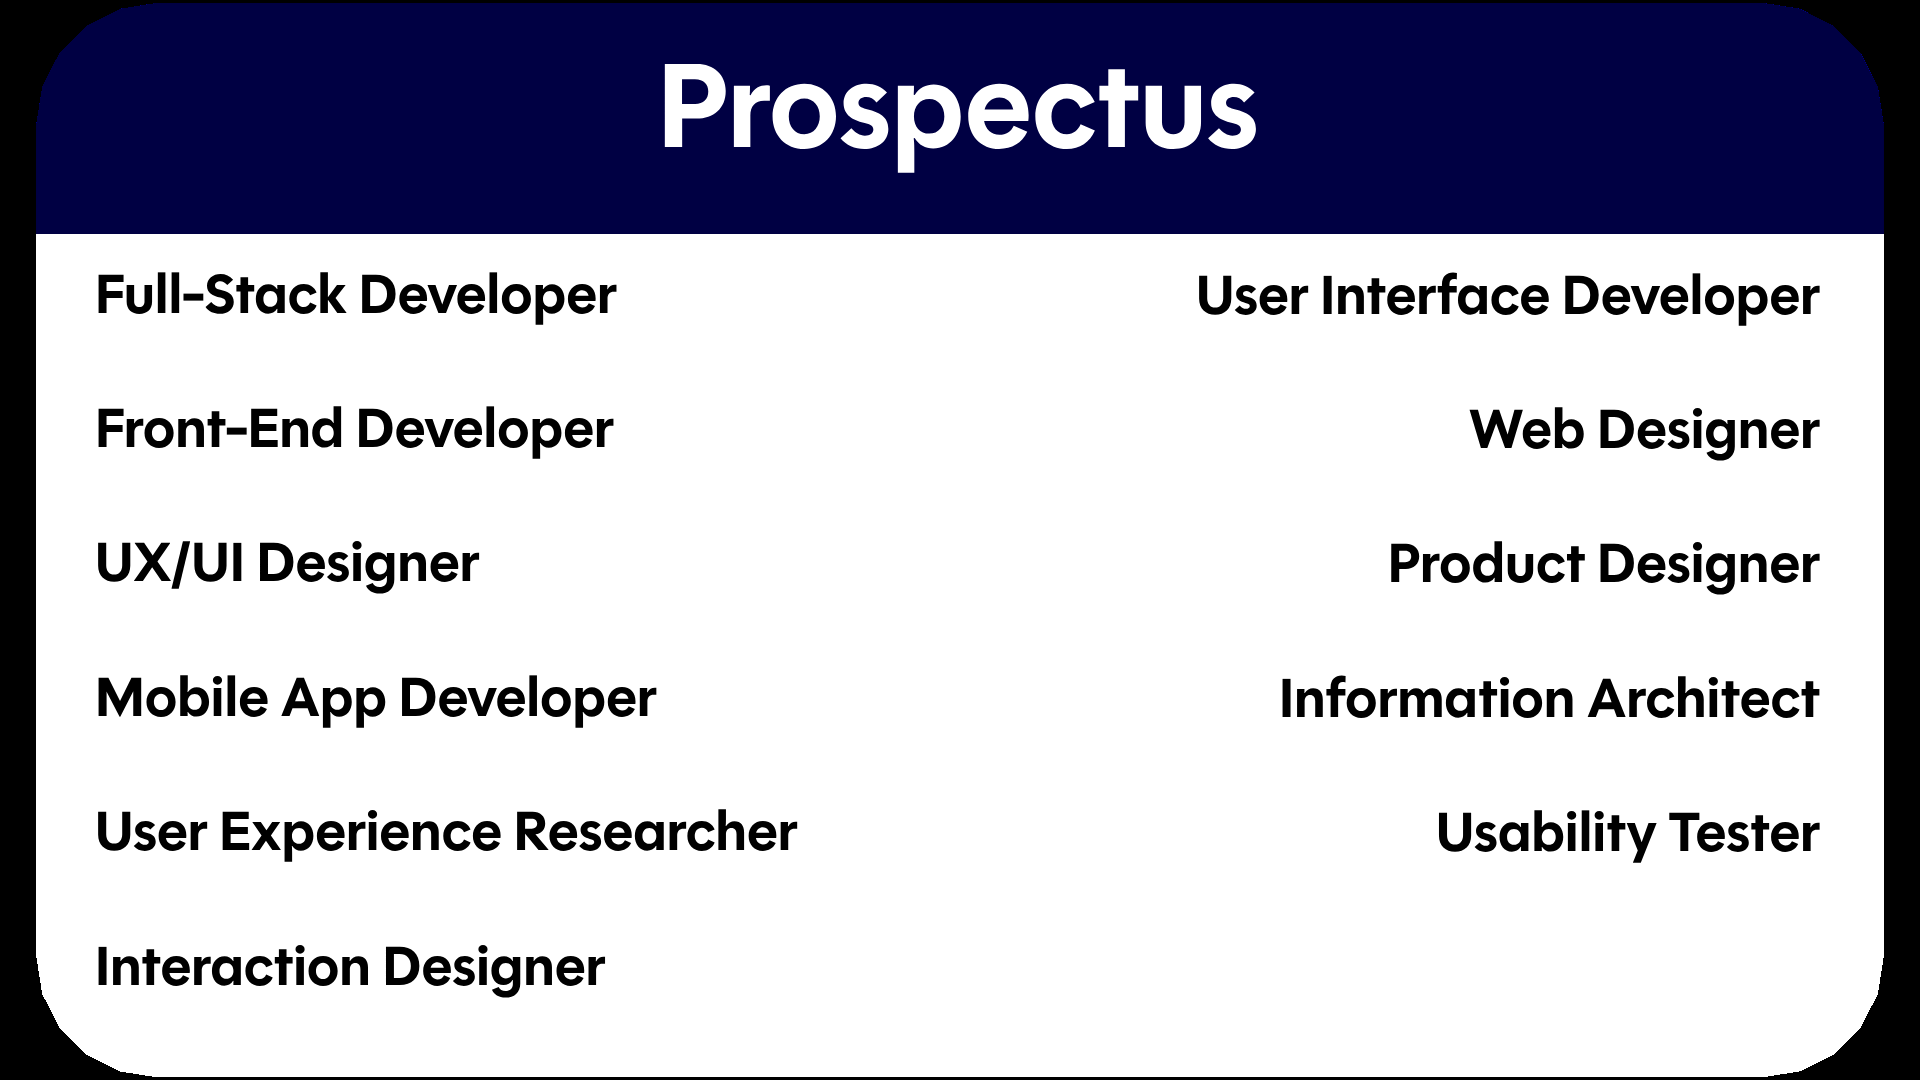 Prospectus
Full-Stack Developer
Front-End Developer
UX/UI Designer
Mobile App Developer
User Experience Researcher
Interaction Designer
User Interface Developer
Web Designer
Product Designer
Information Architect
Usability Tester